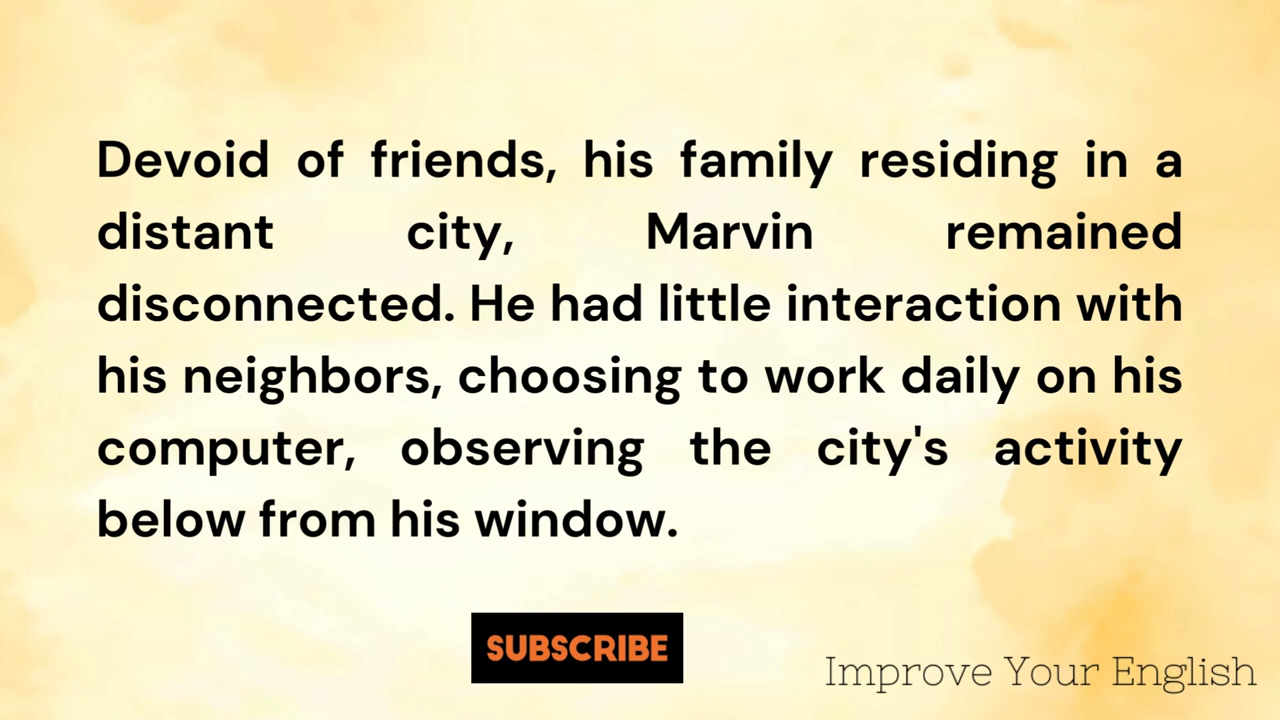 Devoid of friends, his family residing in a
distant city, Marvin remained
disconnected. He had little interaction with
his neighbors, choosing to work daily on his
computer, observing the city's activity
below from his window.
SUBSCRIBE
Improve Your English